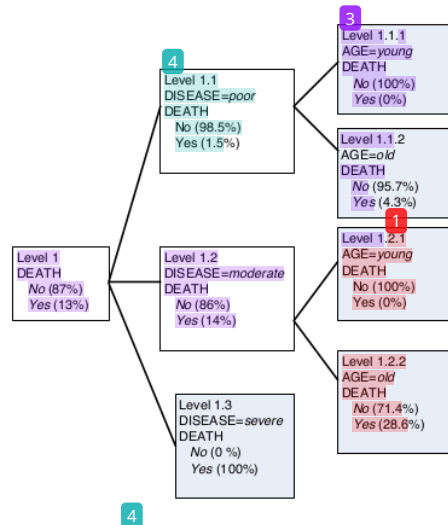 3
Level 1.1.1
AGE=young
DEATH
No (100%)
Yes (0%)
4
Level 1.1
DISEASE=poor
DEATH
No (98.5%)
Yes (1.5%)
Level 1.1.2
AGE=old
DEATH
No (95.7%)
Yes (4.3%)
1
Level 1.2.1
AGE=young
DEATH
No (100%)
Yes (0%)
Level 1
DEATH
No (87%)
Yes (13%)
Level 1.2
DISEASE=moderate
DEATH
No (86%)
Yes (14%)
Level 1.2.2
AGE=old
DEATH
No (71.4%)
Yes (28.6%)
Level 1.3
DISEASE=severe
DEATH
No (0 %)
Yes (100%)
4